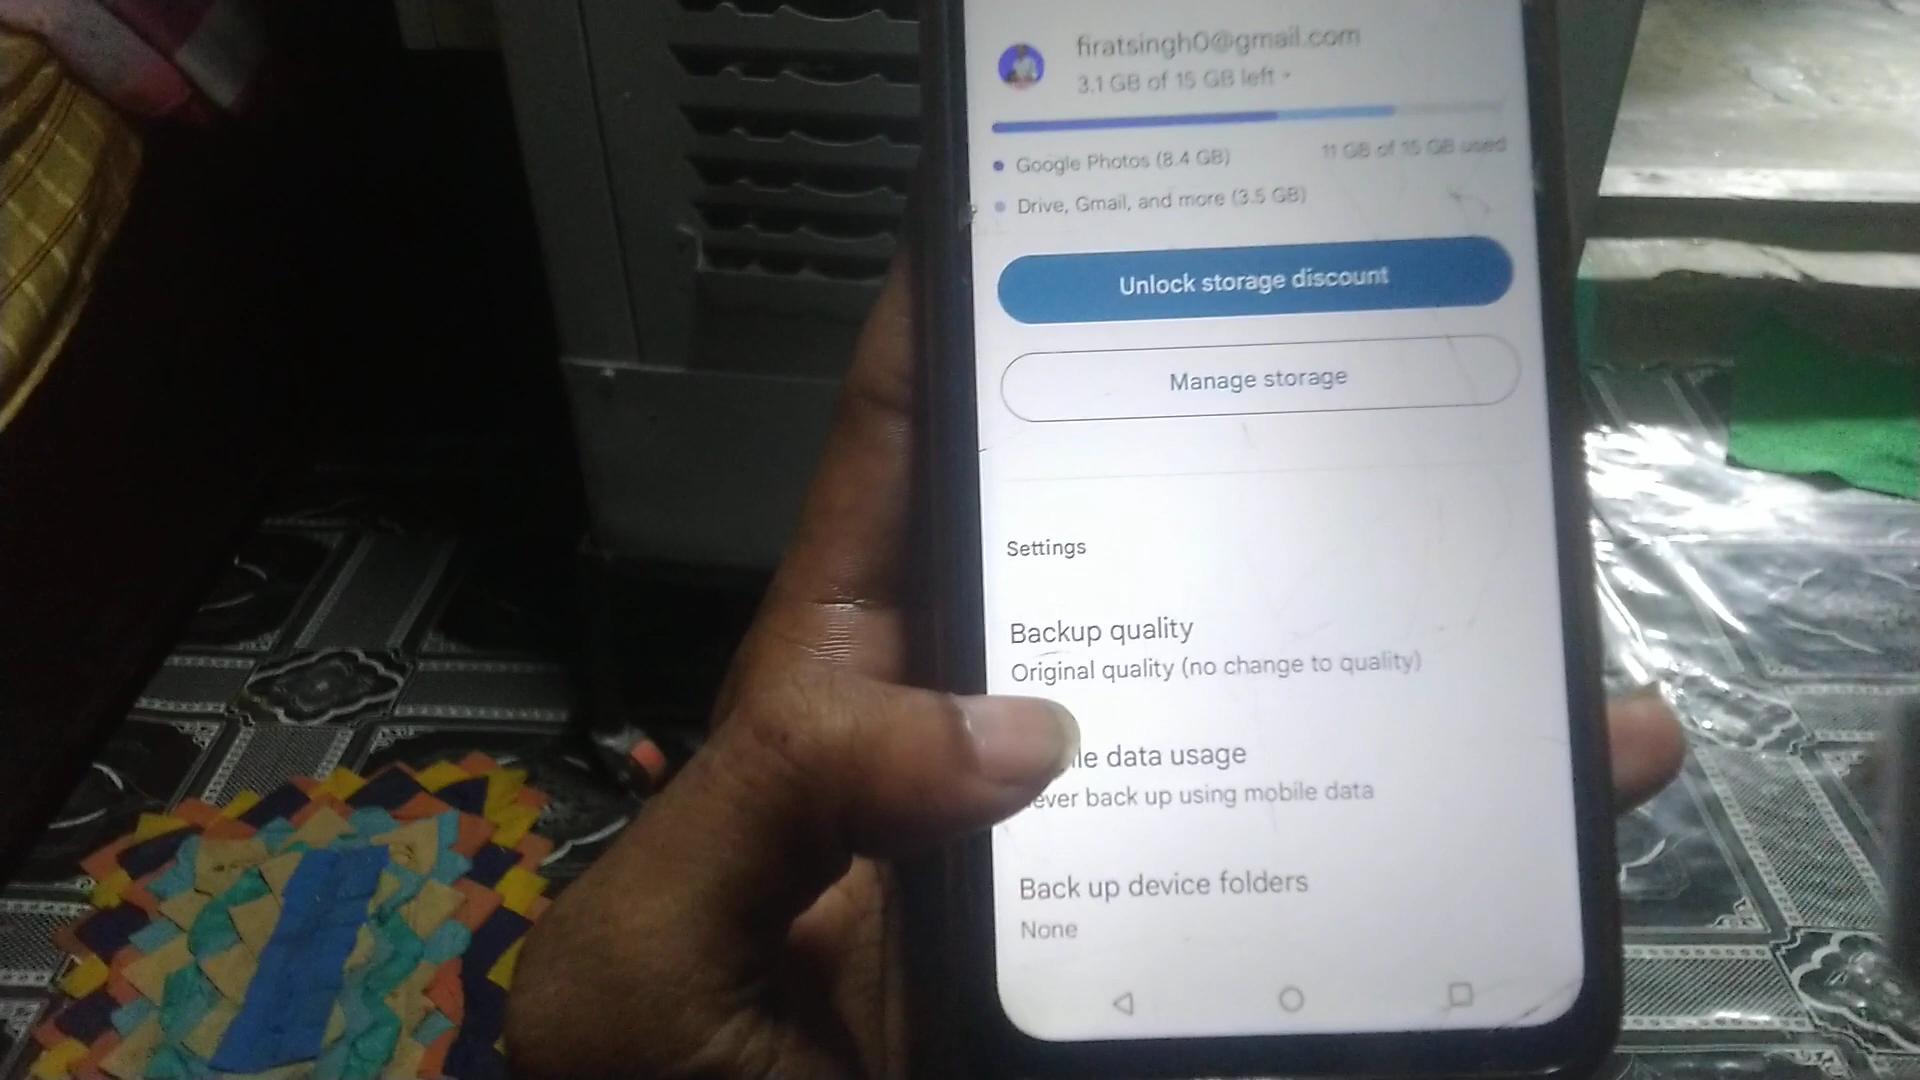 firatsingh0@gmail.com
3.1 GB of 15 GB left
Google Photos (8.4 GB)
11 GB of 15 GB used
Drive, Gmail, and more (3.5 GB)
Unlock storage discount
Manage storage
Settings
Backup quality
Original quality (no change to quality)
le data usage
ever back up using mobile data
Back up device folders
None